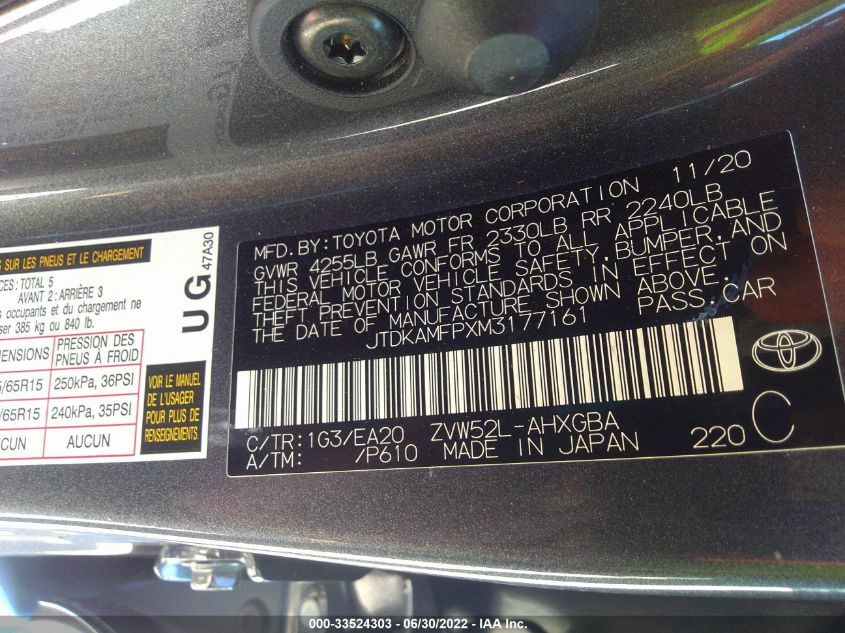 S SUR LES PNEUS ET LE CHARGEMENT
CES: TOTAL 5
AVANT 2: ARRIÈRE 3
occupants et du chargement ne
ser 385 kg ou 840 lb.
ENSIONS
PRESSION DES
PNEUS À FROID
/65R15
250kPa, 36PSI
/65R15
240kPa, 35PSI
CUN
AUCUN
VOIR LE MANUEL
DE L'USAGER
POUR PLUS DE
RENSEIGNEMENTS.
UG
47A30
MFD. BY: TOYOTA MOTOR CORPORATION 11/20
GVWR 4255LB GAWR FR 2330LB RR 2240LB
THIS VEHICLE CONFORMS TO ALL APPLICABLE
FEDERAL MOTOR VEHICLE SAFETY, BUMPER, AND
THEFT PREVENTION STANDARDS IN EFFECT ON
THE DATE OF MANUFACTURE SHOWN ABOVE.
JTDKAMFPXM3177161 PASS. CAR
C/TR: 1G3/EA20 ZVW52L-AHXGBA
A/TM: /P610 MADE IN JAPAN 220 C
000-33524303 - 06/30/2022 - IAA Inc.